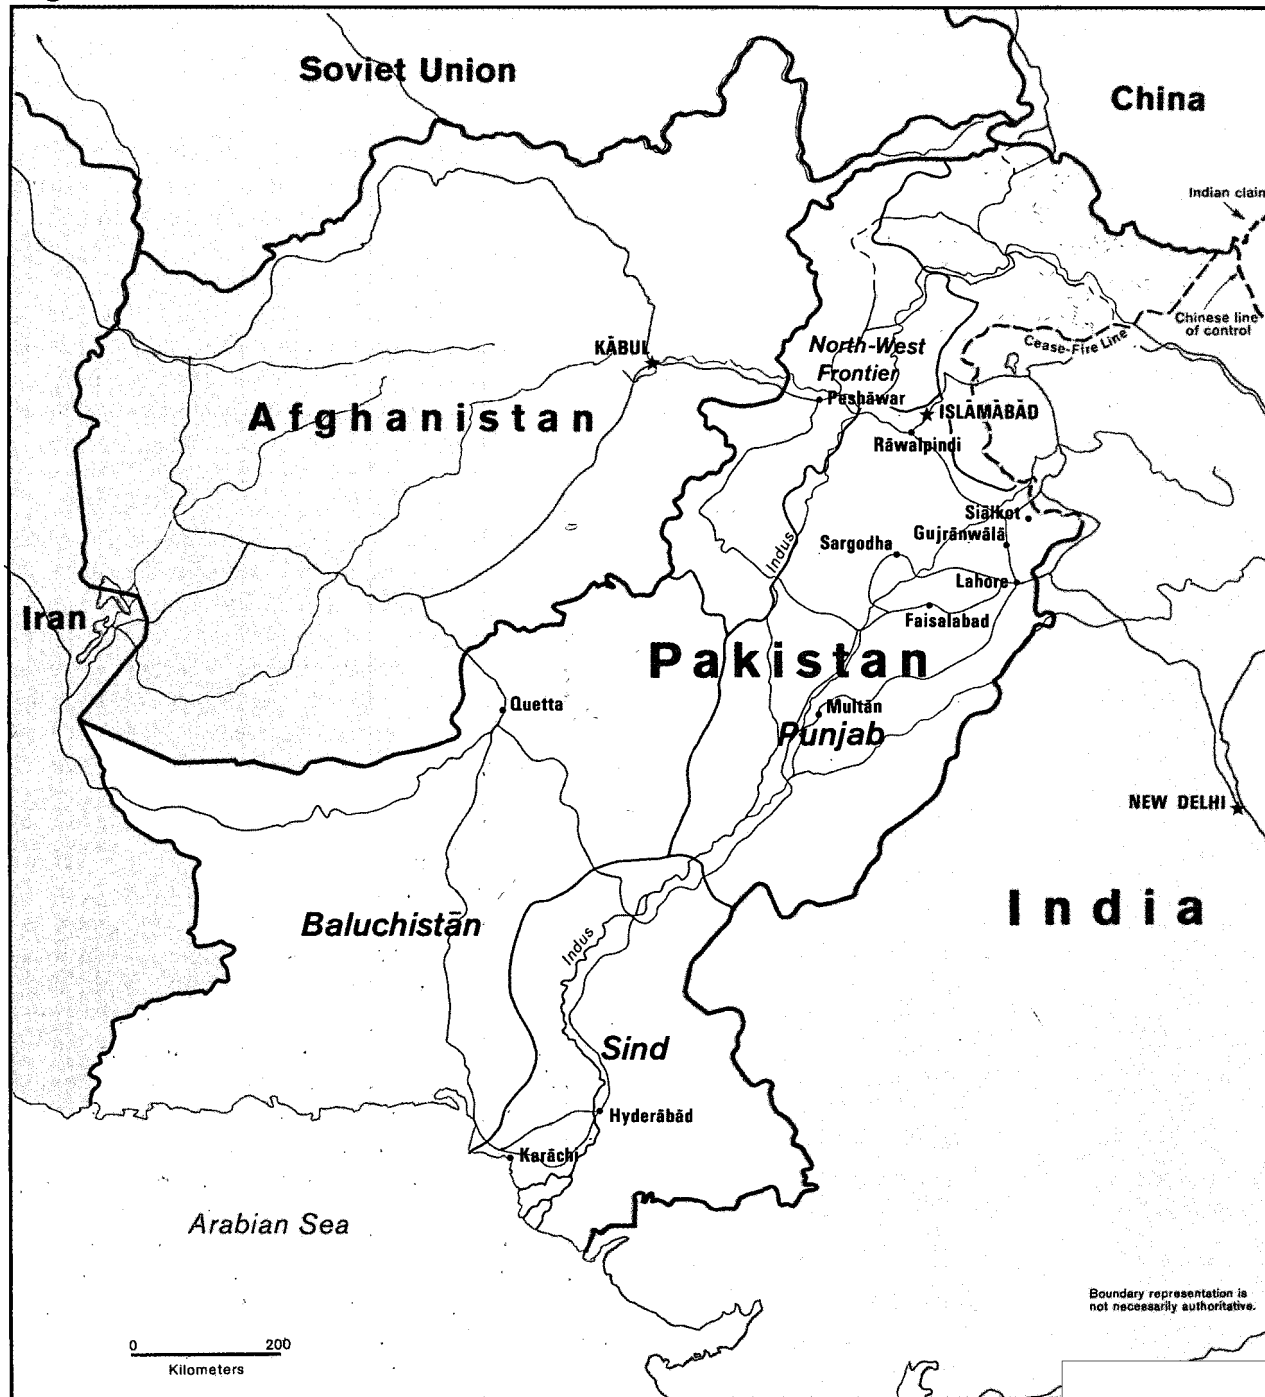 Soviet Union
China
Indian claim
Chinese line
of control
Cease-Fire Line
KĀBUL
North-West
Frontier
Afghanistan
Peshāwar
ISLĀMĀBĀD
Rāwalpindi
Siālkot
Gujrānwālā
Sargodha
Indus
Lahore
Iran
Faisalabad
Pakistan
Quetta
Multān
Punjab
NEW DELHI
India
Baluchistān
Indus
Sind
Hyderābād
Karāchi
Arabian Sea
Boundary representation is
not necessarily authoritative.
0 200
Kilometers